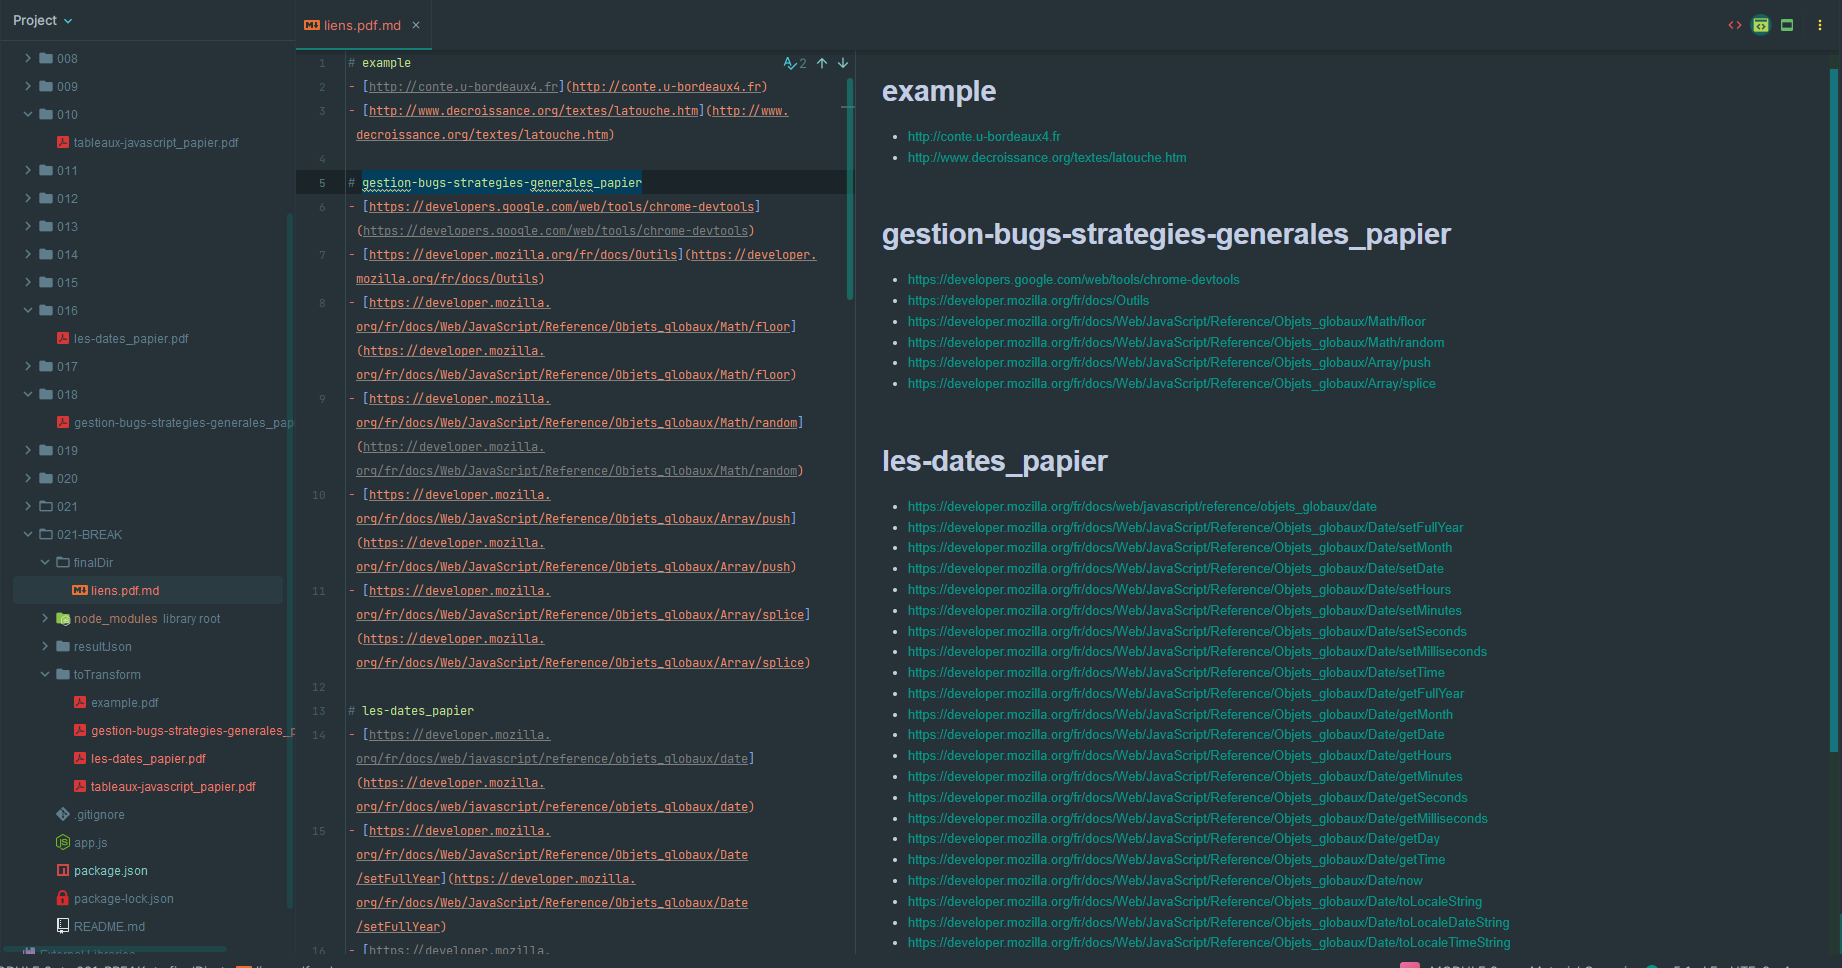 Project
008
009
010
tableaux-javascript_papier.pdf
011
012
013
014
015
016
les-dates_papier.pdf
017
018
gestion-bugs-strategies-generales_pap
019
020
021
021-BREAK
finalDir
liens.pdf.md
node_modules library root
resultJson
toTransform
example.pdf
gestion-bugs-strategies-generales_p
les-dates_papier.pdf
tableaux-javascript_papier.pdf
.gitignore
app.js
package.json
package-lock.json
README.md
External Libraries
liens.pdf.md
2
1 # example
2 - [http://conte.u-bordeaux4.fr](http://conte.u-bordeaux4.fr)
3 - [http://www.decroissance.org/textes/latouche.htm](http://www.
decroissance.org/textes/latouche.htm)
4
5 # gestion-bugs-strategies-generales_papier
6 - [https://developers.google.com/web/tools/chrome-devtools]
(https://developers.google.com/web/tools/chrome-devtools)
7 - [https://developer.mozilla.org/fr/docs/Outils](https://developer.
mozilla.org/fr/docs/Outils)
8 - [https://developer.mozilla.
org/fr/docs/Web/JavaScript/Reference/Objets_globaux/Math/floor]
(https://developer.mozilla.
org/fr/docs/Web/JavaScript/Reference/Objets_globaux/Math/floor)
9 - [https://developer.mozilla.
org/fr/docs/Web/JavaScript/Reference/Objets_globaux/Math/random]
(https://developer.mozilla.
org/fr/docs/Web/JavaScript/Reference/Objets_globaux/Math/random)
10 - [https://developer.mozilla.
org/fr/docs/Web/JavaScript/Reference/Objets_globaux/Array/push]
(https://developer.mozilla.
org/fr/docs/Web/JavaScript/Reference/Objets_globaux/Array/push)
11 - [https://developer.mozilla.
org/fr/docs/Web/JavaScript/Reference/Objets_globaux/Array/splice]
(https://developer.mozilla.
org/fr/docs/Web/JavaScript/Reference/Objets_globaux/Array/splice)
12
13 # les-dates_papier
14 - [https://developer.mozilla.
org/fr/docs/web/javascript/reference/objets_globaux/date]
(https://developer.mozilla.
org/fr/docs/web/javascript/reference/objets_globaux/date)
15 - [https://developer.mozilla.
org/fr/docs/Web/JavaScript/Reference/Objets_globaux/Date
/setFullYear](https://developer.mozilla.
org/fr/docs/Web/JavaScript/Reference/Objets_globaux/Date
/setFullYear)
16 - [https://developer.mozilla.
example
http://conte.u-bordeaux4.fr
http://www.decroissance.org/textes/latouche.htm
gestion-bugs-strategies-generales_papier
https://developers.google.com/web/tools/chrome-devtools
https://developer.mozilla.org/fr/docs/Outils
https://developer.mozilla.org/fr/docs/Web/JavaScript/Reference/Objets_globaux/Math/floor
https://developer.mozilla.org/fr/docs/Web/JavaScript/Reference/Objets_globaux/Math/random
https://developer.mozilla.org/fr/docs/Web/JavaScript/Reference/Objets_globaux/Array/push
https://developer.mozilla.org/fr/docs/Web/JavaScript/Reference/Objets_globaux/Array/splice
les-dates_papier
https://developer.mozilla.org/fr/docs/web/javascript/reference/objets_globaux/date
https://developer.mozilla.org/fr/docs/Web/JavaScript/Reference/Objets_globaux/Date/setFullYear
https://developer.mozilla.org/fr/docs/Web/JavaScript/Reference/Objets_globaux/Date/setMonth
https://developer.mozilla.org/fr/docs/Web/JavaScript/Reference/Objets_globaux/Date/setDate
https://developer.mozilla.org/fr/docs/Web/JavaScript/Reference/Objets_globaux/Date/setHours
https://developer.mozilla.org/fr/docs/Web/JavaScript/Reference/Objets_globaux/Date/setMinutes
https://developer.mozilla.org/fr/docs/Web/JavaScript/Reference/Objets_globaux/Date/setSeconds
https://developer.mozilla.org/fr/docs/Web/JavaScript/Reference/Objets_globaux/Date/setMilliseconds
https://developer.mozilla.org/fr/docs/Web/JavaScript/Reference/Objets_globaux/Date/setTime
https://developer.mozilla.org/fr/docs/Web/JavaScript/Reference/Objets_globaux/Date/getFullYear
https://developer.mozilla.org/fr/docs/Web/JavaScript/Reference/Objets_globaux/Date/getMonth
https://developer.mozilla.org/fr/docs/Web/JavaScript/Reference/Objets_globaux/Date/getDate
https://developer.mozilla.org/fr/docs/Web/JavaScript/Reference/Objets_globaux/Date/getHours
https://developer.mozilla.org/fr/docs/Web/JavaScript/Reference/Objets_globaux/Date/getMinutes
https://developer.mozilla.org/fr/docs/Web/JavaScript/Reference/Objets_globaux/Date/getSeconds
https://developer.mozilla.org/fr/docs/Web/JavaScript/Reference/Objets_globaux/Date/getMilliseconds
https://developer.mozilla.org/fr/docs/Web/JavaScript/Reference/Objets_globaux/Date/getDay
https://developer.mozilla.org/fr/docs/Web/JavaScript/Reference/Objets_globaux/Date/getTime
https://developer.mozilla.org/fr/docs/Web/JavaScript/Reference/Objets_globaux/Date/now
https://developer.mozilla.org/fr/docs/Web/JavaScript/Reference/Objets_globaux/Date/toLocaleString
https://developer.mozilla.org/fr/docs/Web/JavaScript/Reference/Objets_globaux/Date/toLocaleDateString
https://developer.mozilla.org/fr/docs/Web/JavaScript/Reference/Objets_globaux/Date/toLocaleTimeString